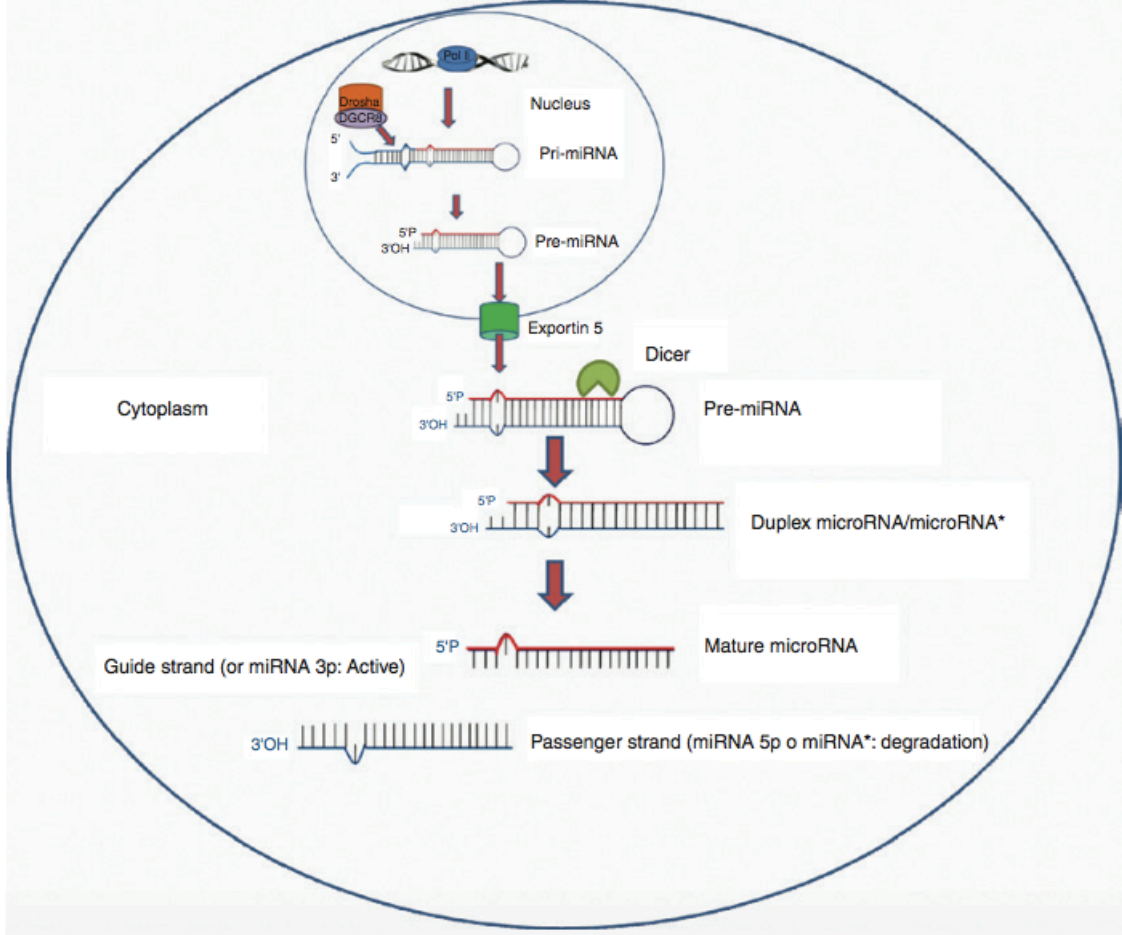 Pol II
Drosha
DGCR8
Nucleus
5'
Pri-miRNA
3'
5'P
3'OH
Pre-miRNA
Exportin 5
Dicer
Cytoplasm
5'P
3'OH
Pre-miRNA
5'P
3'OH
Duplex microRNA/microRNA*
5'P
Mature microRNA
Guide strand (or miRNA 3p: Active)
3'OH
Passenger strand (miRNA 5p o miRNA*: degradation)